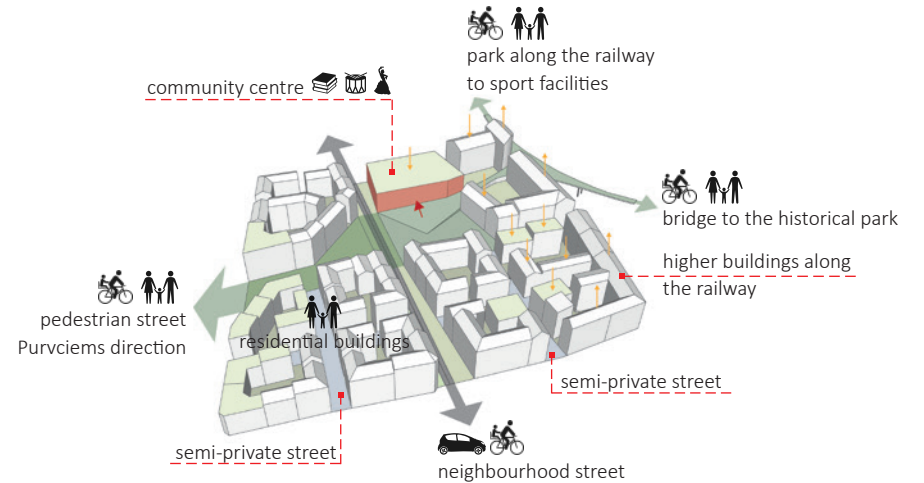 park along the railway
to sport facilities
community centre
bridge to the historical park
higher buildings along
the railway
pedestrian street
Purvciems direction
residential buildings
semi-private street
semi-private street
neighbourhood street